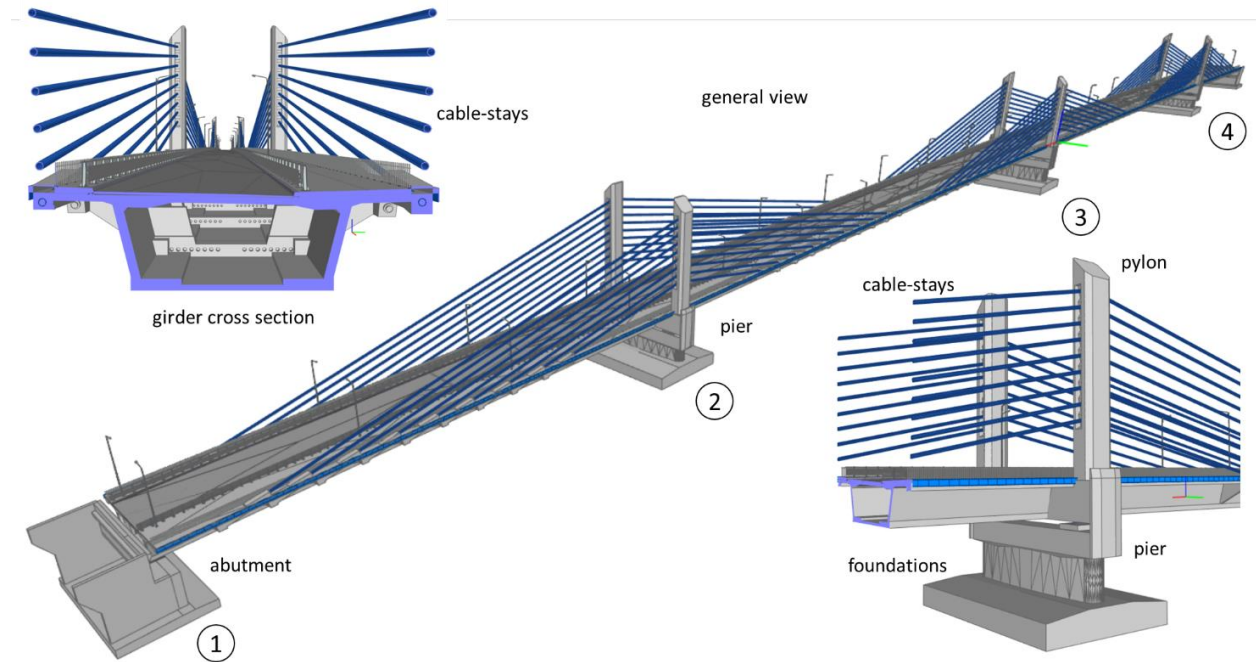 cable-stays
general view
girder cross section
4
3
pylon
cable-stays
pier
2
foundations
pier
abutment
1